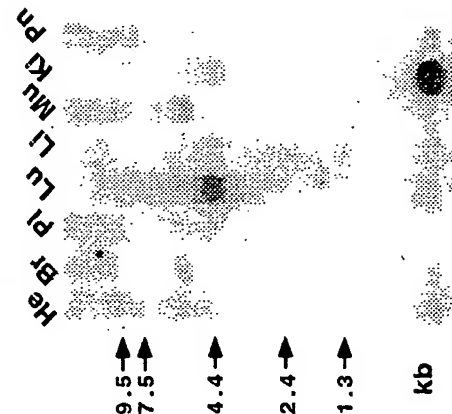 He Br Pl Lu Li Mu Ki Pn
9.5→
7.5→
4.4→
2.4→
1.3→
kb